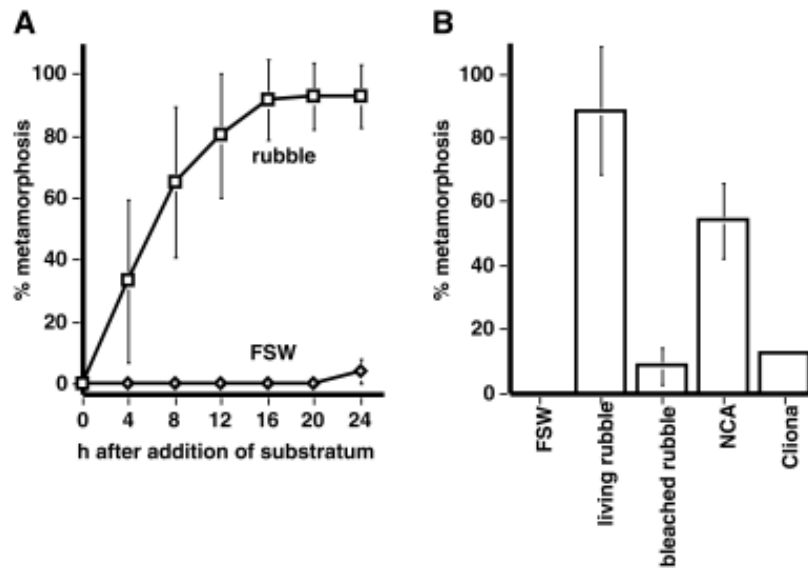 A
B
% metamorphosis
100
80
60
40
20
0
rubble
FSW
0 4 8 12 16 20 24
h after addition of substratum
% metamorphosis
100
80
60
40
20
0
FSW
living rubble
bleached rubble
NCA
Cliona